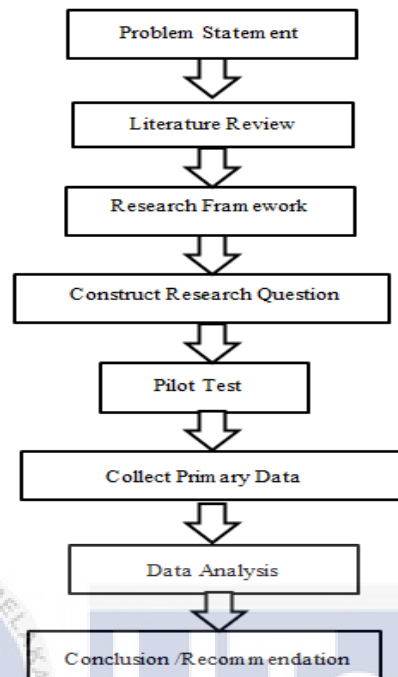 Problem Statement
Literature Review
Research Framework
Construct Research Question
Pilot Test
Collect Primary Data
Data Analysis
Conclusion /Recommendation